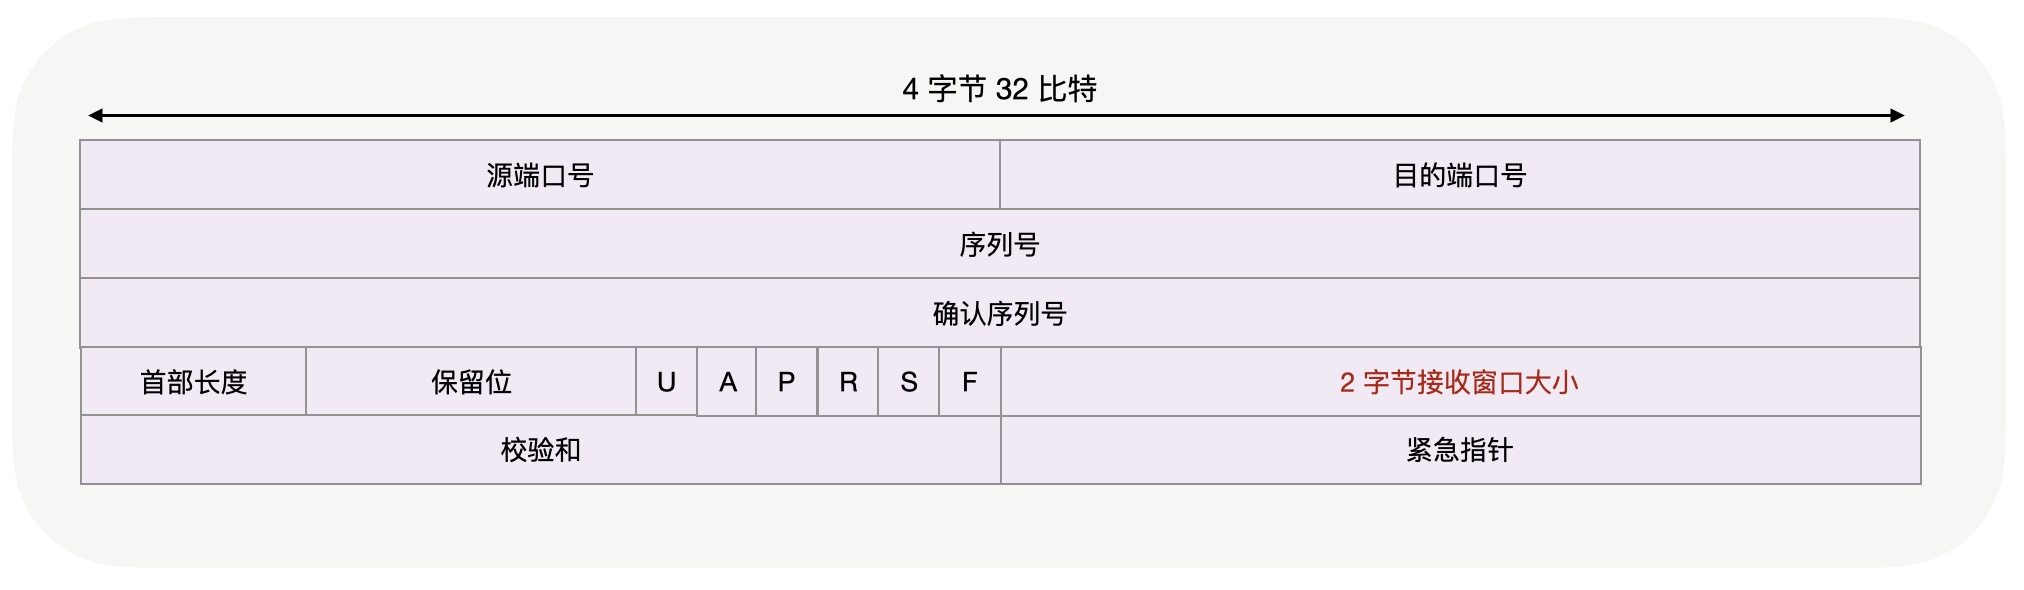 4 字节 32 比特
源端口号 目的端口号
序列号
确认序列号
首部长度 保留位 U A P R S F 2 字节接收窗口大小
校验和 紧急指针